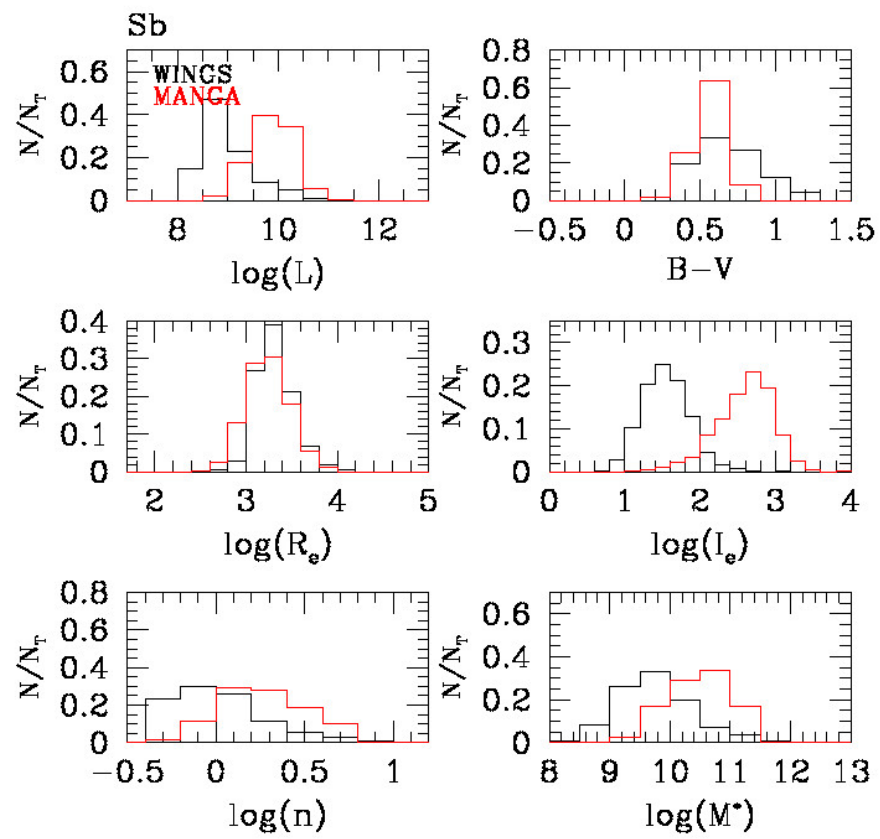 Sb
WINGS
MANGA
N/N_T
0.6
0.4
0.2
0
8 10 12
log(L)
N/N_T
0.8
0.6
0.4
0.2
0
−0.5 0 0.5 1 1.5
B−V
N/N_T
0.4
0.3
0.2
0.1
0
2 3 4 5
log(R_e)
N/N_T
0.3
0.2
0.1
0
0 1 2 3 4
log(I_e)
N/N_T
0.8
0.6
0.4
0.2
0
−0.5 0 0.5 1
log(n)
N/N_T
0.6
0.4
0.2
0
8 9 10 11 12 13
log(M*)